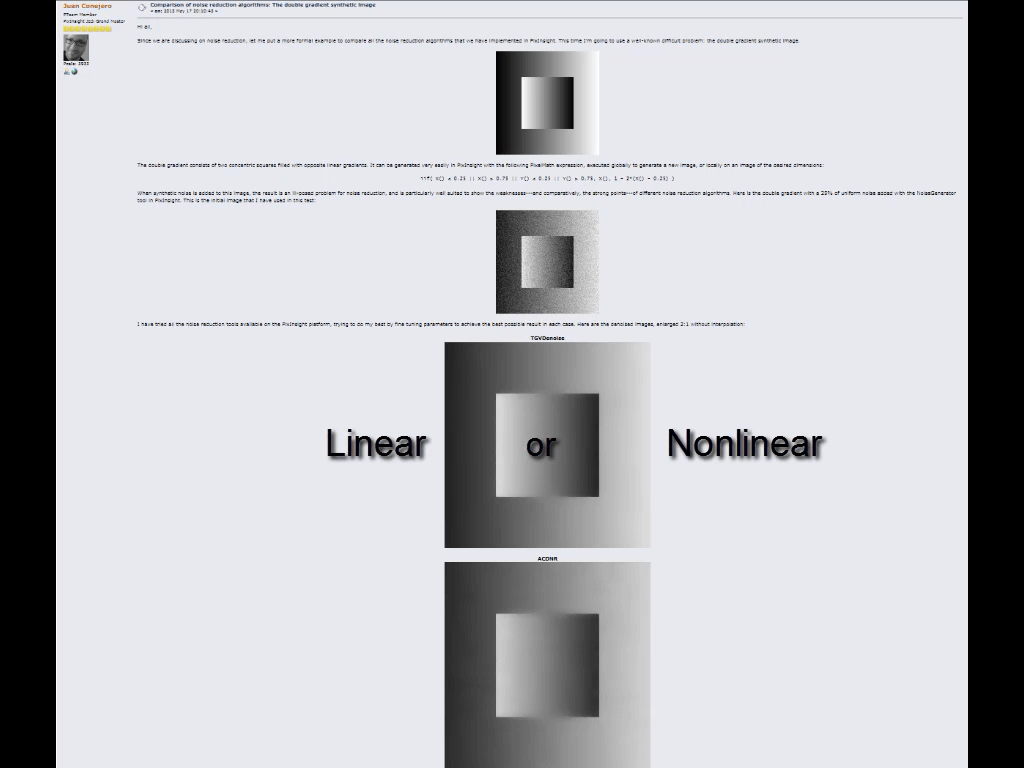 Juan Conejero
PTeam Member
PixInsight Jedi Grand Master
Comparison of noise reduction algorithms: The double gradient synthetic image
« on: 2013 May 17 10:10:43 »
Hi all,
Since we are discussing on noise reduction, let me put a more formal example to compare all the noise reduction algorithms that we have implemented in PixInsight. This time I'm going to use a well-known difficult problem: the double gradient synthetic image.
The double gradient consists of two concentric squares filled with opposite linear gradients. It can be generated very easily in PixInsight with the following PixelMath expression, executed globally to generate a new image, or locally on an image of the desired dimensions:
iif( X() < 0.25 || X() > 0.75 || Y() < 0.25 || Y() > 0.75, X(), 1 - 2*(X() - 0.25) )
When synthetic noise is added to this image, the result is an ill-posed problem for noise reduction, and is particularly well suited to show the weaknesses—and comparatively, the strong points—of different noise reduction algorithms. Here is the double gradient with a 25% of uniform noise added with the NoiseGenerator
tool in PixInsight. This is the initial image that I have used in this test:
I have tried all the noise reduction tools available on the PixInsight platform, trying to do my best by fine tuning parameters to achieve the best possible result in each case. Here are the denoised images, enlarged 2:1 without interpolation:
TGVDenoise
Linear or Nonlinear
ACDNR